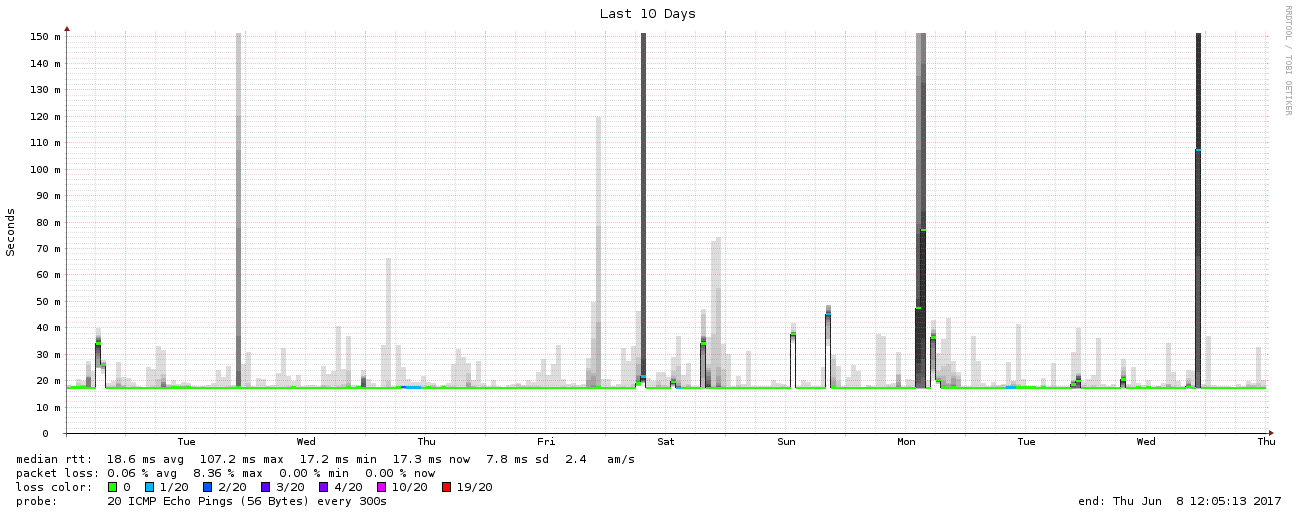 Last 10 Days
RRDTOOL / TOBI OETIKER
Seconds
150 m
140 m
130 m
120 m
110 m
100 m
90 m
80 m
70 m
60 m
50 m
40 m
30 m
20 m
10 m
0
Tue Wed Thu Fri Sat Sun Mon Tue Wed Thu
median rtt: 18.6 ms avg 107.2 ms max 17.2 ms min 17.3 ms now 7.8 ms sd 2.4 am/s
packet loss: 0.06 % avg 8.36 % max 0.00 % min 0.00 % now
loss color: 0 1/20 2/20 3/20 4/20 10/20 19/20
probe: 20 ICMP Echo Pings (56 Bytes) every 300s end: Thu Jun 8 12:05:13 2017